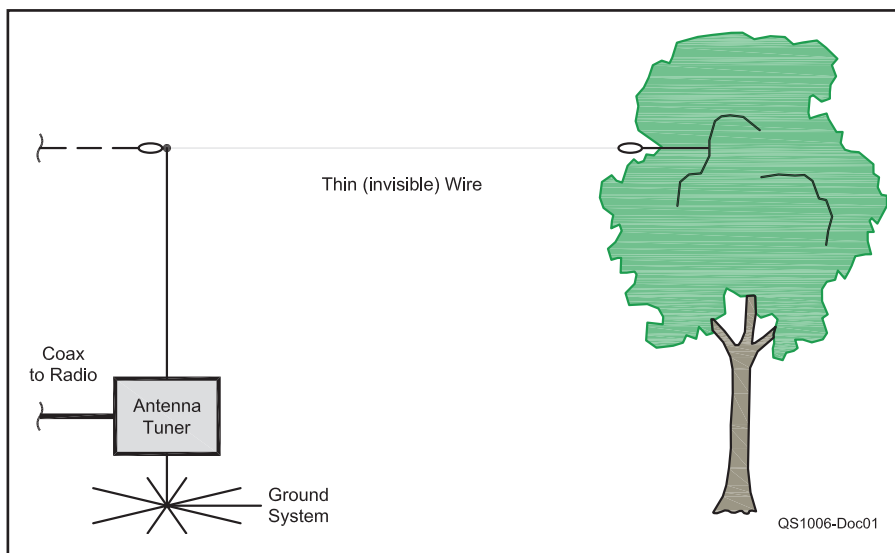 Thin (invisible) Wire
Coax
to Radio
Antenna
Tuner
Ground
System
QS1006-Doc01